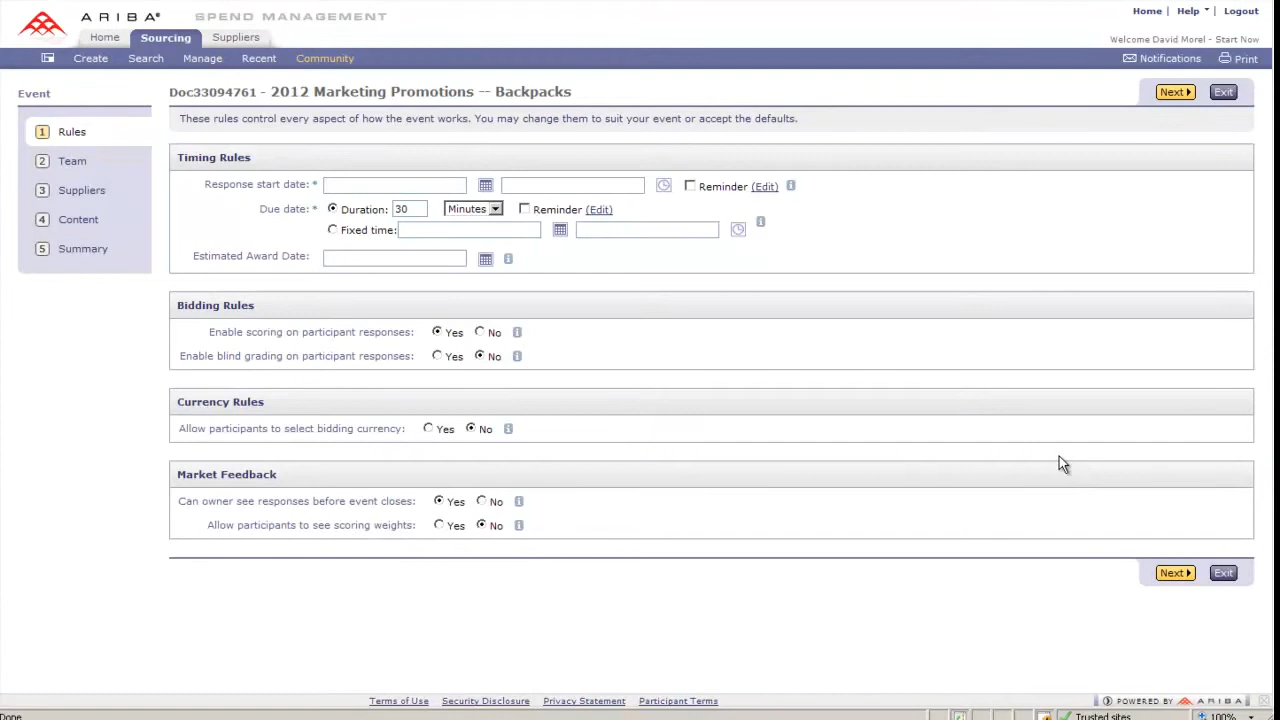 ARIBA® SPEND MANAGEMENT Home | Help | Logout
Home Sourcing Suppliers Welcome David Morel - Start Now
Create Search Manage Recent Community Notifications Print
Event
Doc33094761 - 2012 Marketing Promotions -- Backpacks Next Exit
These rules control every aspect of how the event works. You may change them to suit your event or accept the defaults.
1 Rules
2 Team
3 Suppliers
4 Content
5 Summary
Timing Rules
Response start date: * Reminder (Edit)
Due date: * Duration: 30 Minutes Reminder (Edit)
Fixed time:
Estimated Award Date:
Bidding Rules
Enable scoring on participant responses: Yes No
Enable blind grading on participant responses: Yes No
Currency Rules
Allow participants to select bidding currency: Yes No
Market Feedback
Can owner see responses before event closes: Yes No
Allow participants to see scoring weights: Yes No
Next Exit
Terms of Use Security Disclosure Privacy Statement Participant Terms POWERED BY ARIBA
Done Trusted sites 100%